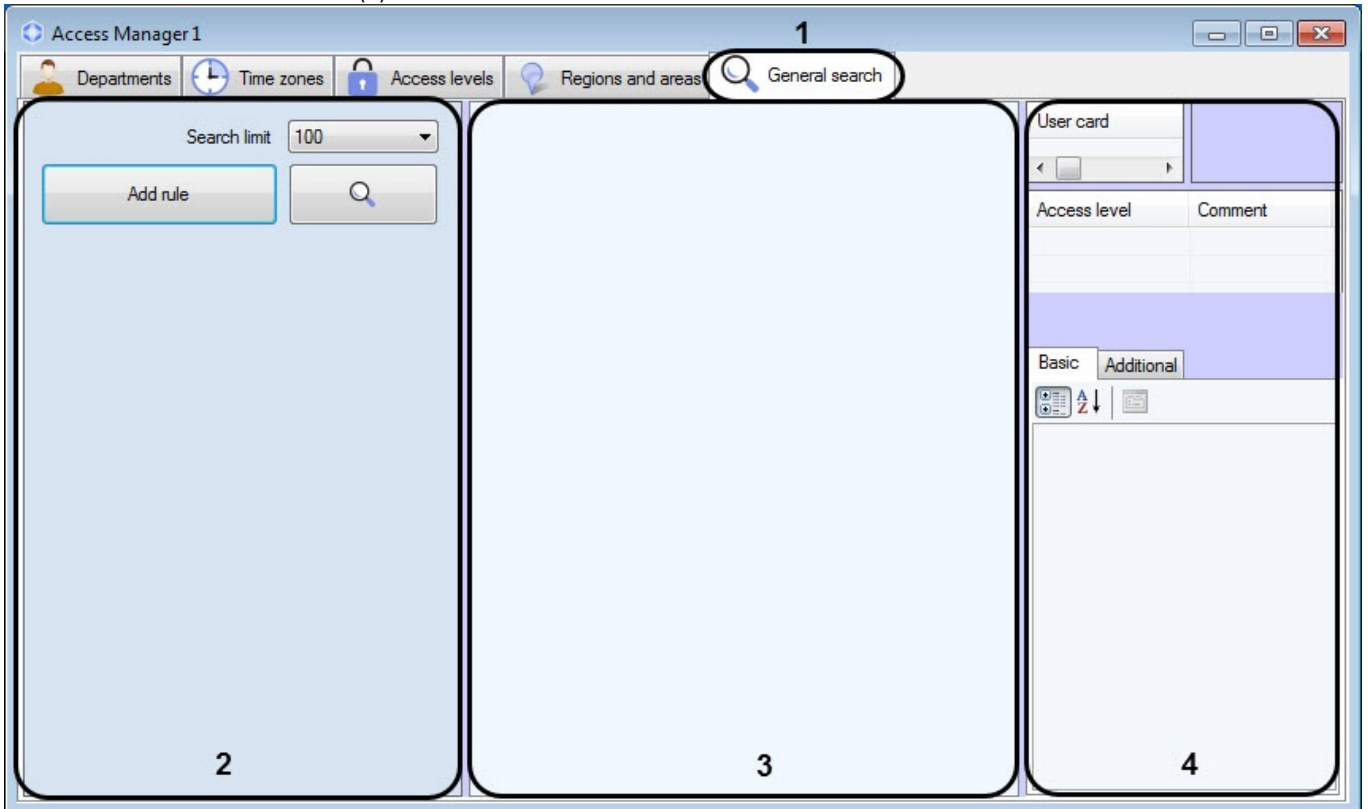 (1)
Access Manager 1
1
Departments Time zones Access levels Regions and areas General search
Search limit 100
Add rule
User card
Access level Comment
Basic Additional
A
Z
2 3 4